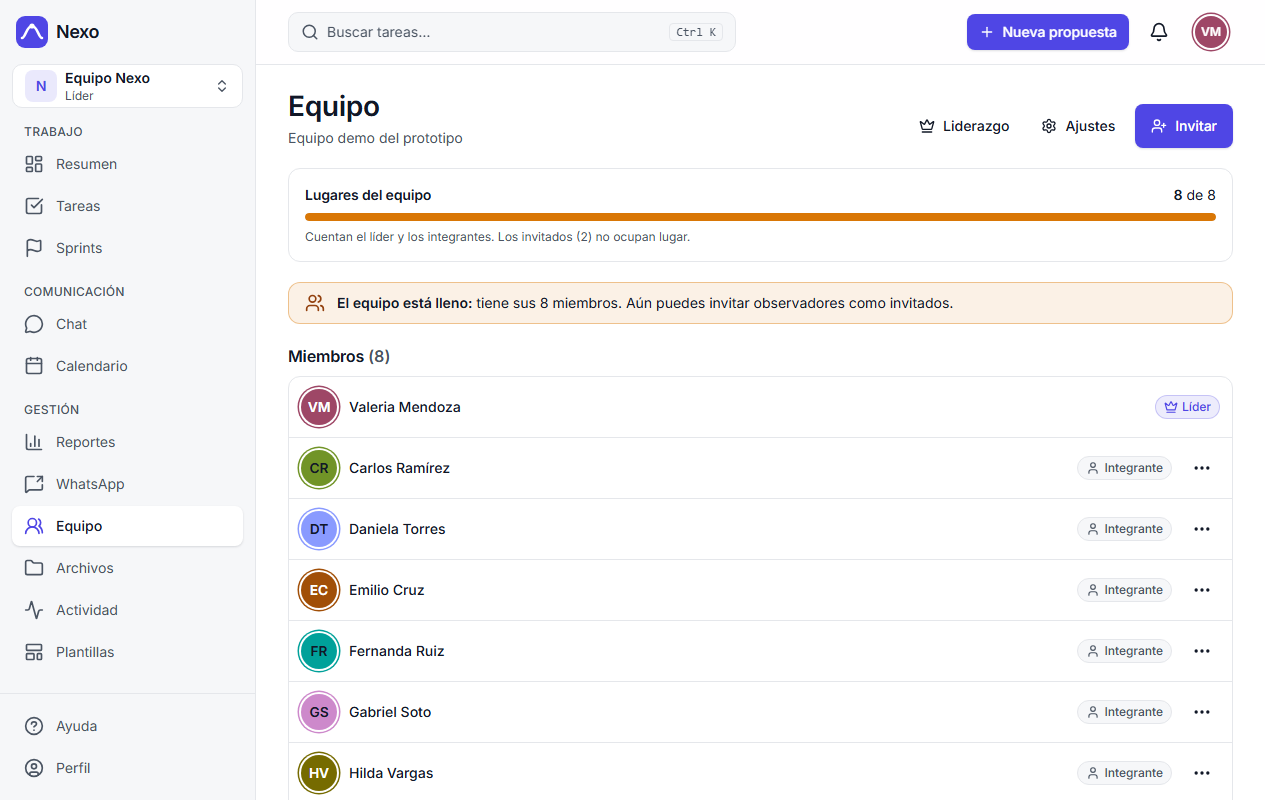 Nexo
N
Equipo Nexo
Líder
TRABAJO
Resumen
Tareas
Sprints
COMUNICACIÓN
Chat
Calendario
GESTIÓN
Reportes
WhatsApp
Equipo
Archivos
Actividad
Plantillas
Ayuda
Perfil
Buscar tareas...
Ctrl K
Nueva propuesta
VM
Equipo
Equipo demo del prototipo
Liderazgo
Ajustes
Invitar
Lugares del equipo
8 de 8
Cuentan el líder y los integrantes. Los invitados (2) no ocupan lugar.
El equipo está lleno: tiene sus 8 miembros. Aún puedes invitar observadores como invitados.
Miembros (8)
VM Valeria Mendoza Líder
CR Carlos Ramírez Integrante
DT Daniela Torres Integrante
EC Emilio Cruz Integrante
FR Fernanda Ruiz Integrante
GS Gabriel Soto Integrante
HV Hilda Vargas Integrante